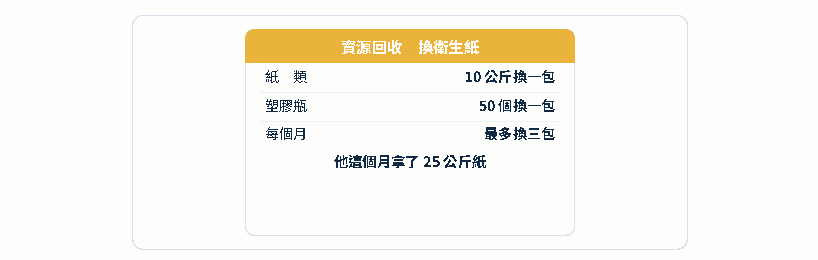 資源回收　換衛生紙
紙　類　10 公斤換一包
塑膠瓶　50 個換一包
每個月　最多換三包
他這個月拿了 25 公斤紙